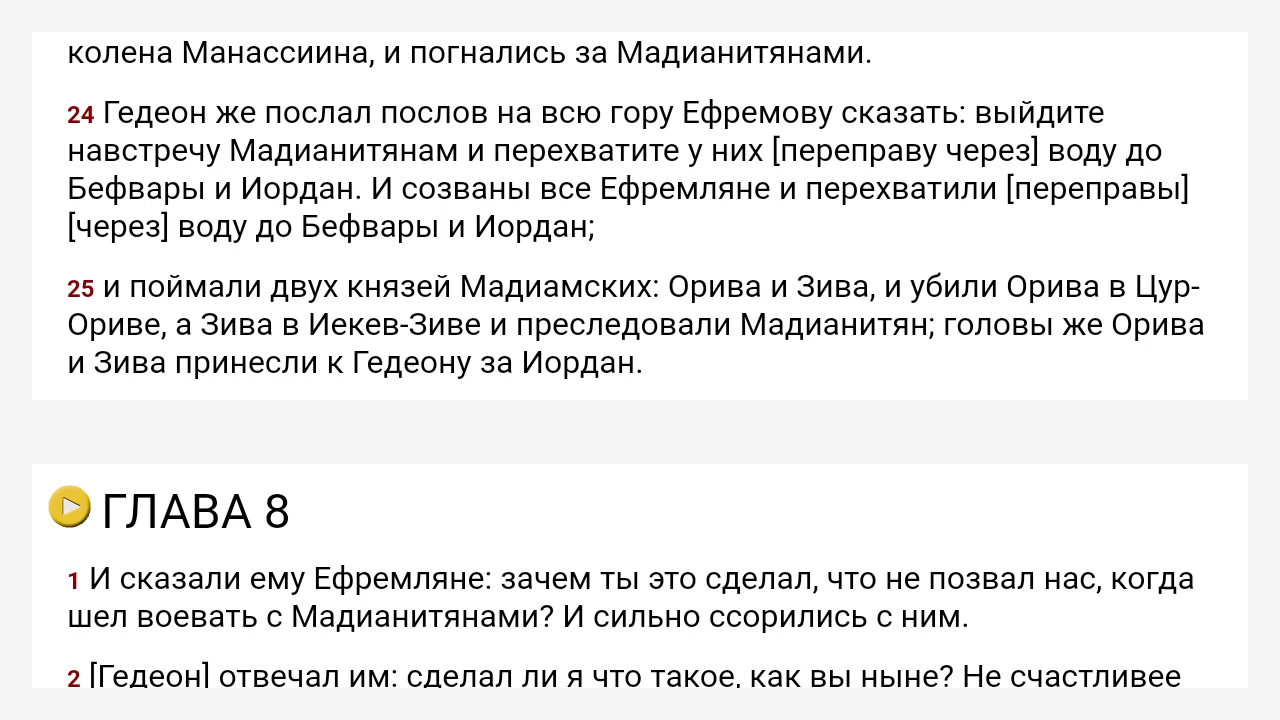 колена Манассиина, и погнались за Мадианитянами.
24 Гедеон же послал послов на всю гору Ефремову сказать: выйдите
навстречу Мадианитянам и перехватите у них [переправу через] воду до
Бефвары и Иордан. И созваны все Ефремляне и перехватили [переправы]
[через] воду до Бефвары и Иордан;
25 и поймали двух князей Мадиамских: Орива и Зива, и убили Орива в Цур-
Ориве, а Зива в Иекев-Зиве и преследовали Мадианитян; головы же Орива
и Зива принесли к Гедеону за Иордан.
ГЛАВА 8
1 И сказали ему Ефремляне: зачем ты это сделал, что не позвал нас, когда
шел воевать с Мадианитянами? И сильно ссорились с ним.
2 [Гедеон] отвечал им: сделал ли я что такое, как вы ныне? Не счастливее